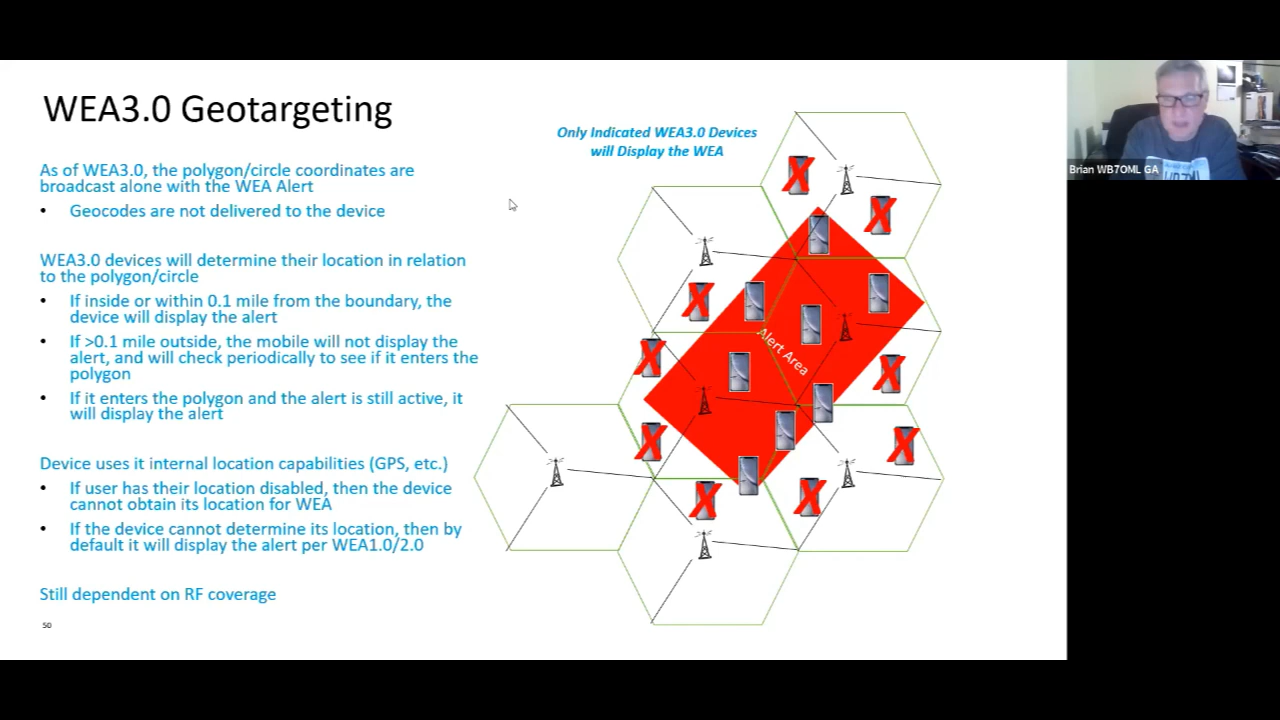 WEA3.0 Geotargeting
As of WEA3.0, the polygon/circle coordinates are
broadcast alone with the WEA Alert
• Geocodes are not delivered to the device
WEA3.0 devices will determine their location in relation
to the polygon/circle
• If inside or within 0.1 mile from the boundary, the
device will display the alert
• If >0.1 mile outside, the mobile will not display the
alert, and will check periodically to see if it enters the
polygon
• If it enters the polygon and the alert is still active, it
will display the alert
Device uses it internal location capabilities (GPS, etc.)
• If user has their location disabled, then the device
cannot obtain its location for WEA
• If the device cannot determine its location, then by
default it will display the alert per WEA1.0/2.0
Still dependent on RF coverage
50
Only Indicated WEA3.0 Devices
will Display the WEA
X
X
X
X
X
X
X
X
X
Alert Area
Brian WB7OML GA